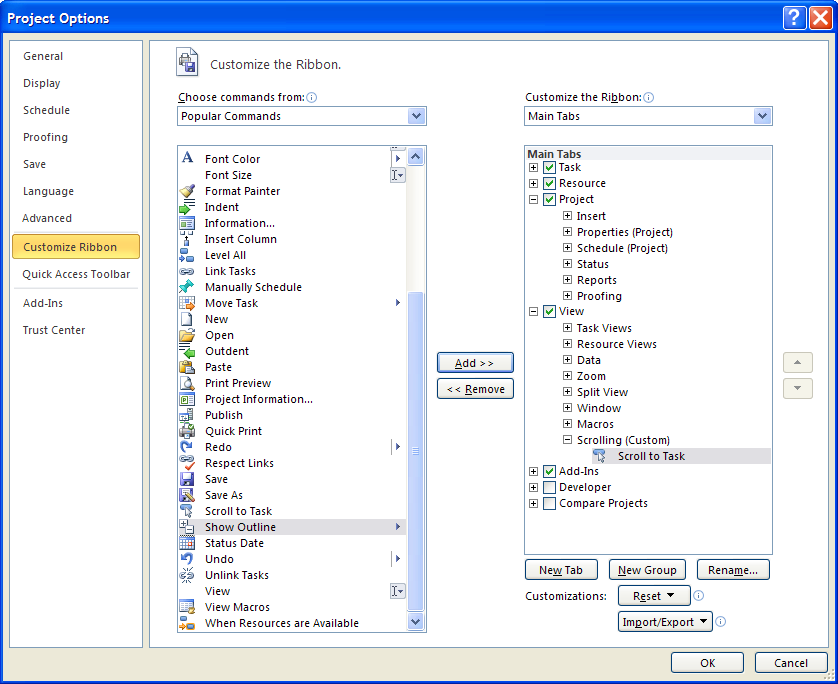 Project Options
General
Display
Schedule
Proofing
Save
Language
Advanced
Customize Ribbon
Quick Access Toolbar
Add-Ins
Trust Center
Customize the Ribbon.
Choose commands from:
Popular Commands
Font Color
Font Size
Format Painter
Indent
Information...
Insert Column
Level All
Link Tasks
Manually Schedule
Move Task
New
Open
Outdent
Paste
Print Preview
Project Information...
Publish
Quick Print
Redo
Respect Links
Save
Save As
Scroll to Task
Show Outline
Status Date
Undo
Unlink Tasks
View
View Macros
When Resources are Available
Add >>
<< Remove
Customize the Ribbon:
Main Tabs
Main Tabs
Task
Resource
Project
Insert
Properties (Project)
Schedule (Project)
Status
Reports
Proofing
View
Task Views
Resource Views
Data
Zoom
Split View
Window
Macros
Scrolling (Custom)
Scroll to Task
Add-Ins
Developer
Compare Projects
New Tab
New Group
Rename...
Customizations:
Reset
Import/Export
OK
Cancel